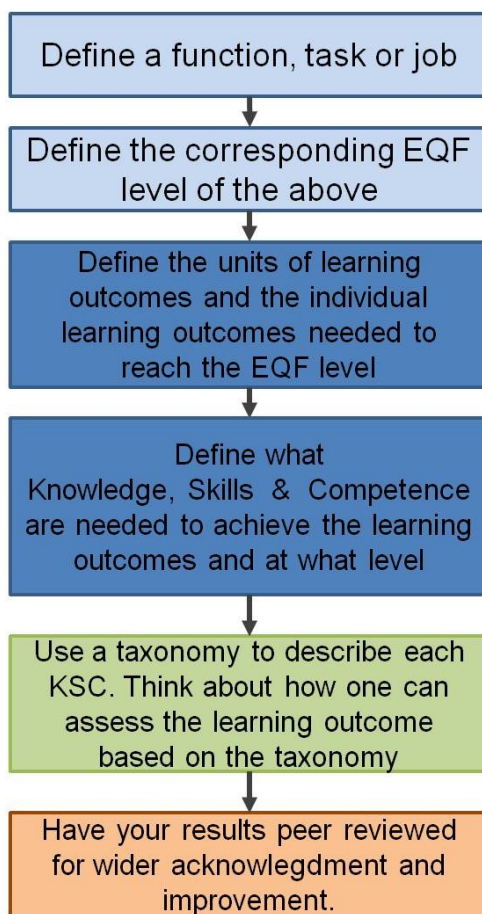 Define a function, task or job
Define the corresponding EQF
level of the above
Define the units of learning
outcomes and the individual
learning outcomes needed to
reach the EQF level
Define what
Knowledge, Skills & Competence
are needed to achieve the learning
outcomes and at what level
Use a taxonomy to describe each
KSC. Think about how one can
assess the learning outcome
based on the taxonomy
Have your results peer reviewed
for wider acknowlegdment and
improvement.